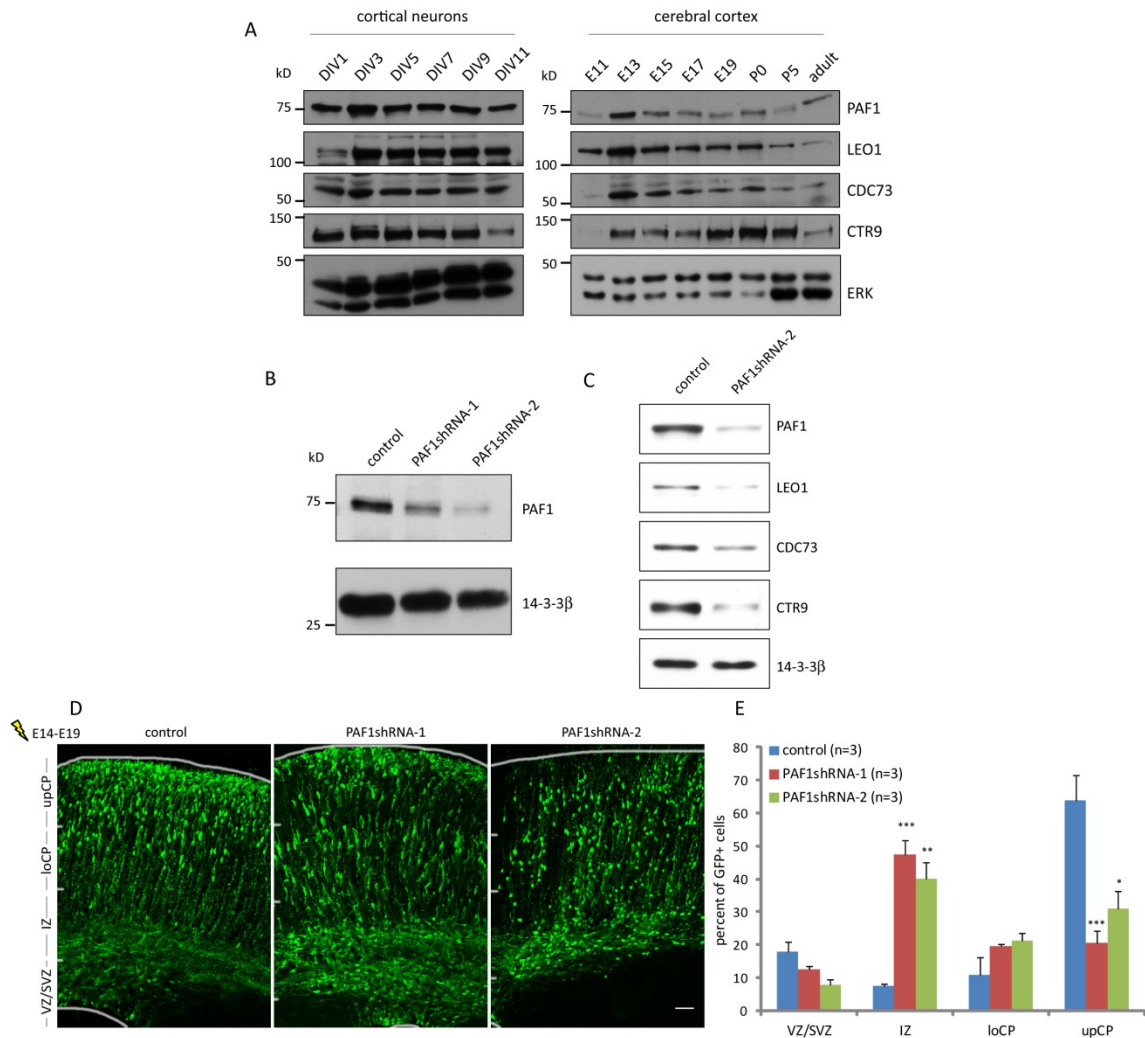 A
cortical neurons
cerebral cortex
kD
DIV1
DIV3
DIV5
DIV7
DIV9
DIV11
kD
E11
E13
E15
E17
E19
P0
P5
adult
75
75
PAF1
100
100
LEO1
50
50
CDC73
150
150
CTR9
50
50
ERK
B
kD
control
PAF1shRNA-1
PAF1shRNA-2
75
PAF1
14-3-3β
25
C
control
PAF1shRNA-2
PAF1
LEO1
CDC73
CTR9
14-3-3β
D
E14-E19
control
PAF1shRNA-1
PAF1shRNA-2
upCP
loCP
IZ
VZ/SVZ
E
percent of GFP+ cells
80
70
60
50
40
30
20
10
0
control (n=3)
PAF1shRNA-1 (n=3)
PAF1shRNA-2 (n=3)
***
**
***
*
VZ/SVZ
IZ
loCP
upCP